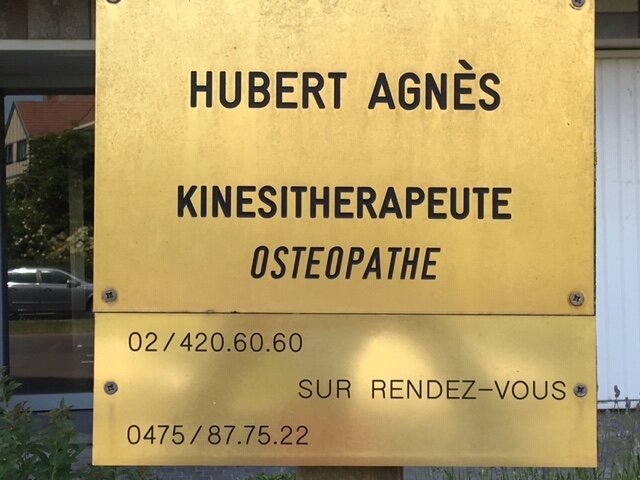 HUBERT AGNÈS
KINESITHERAPEUTE
OSTEOPATHE
02/420.60.60
SUR RENDEZ-VOUS
0475/87.75.22